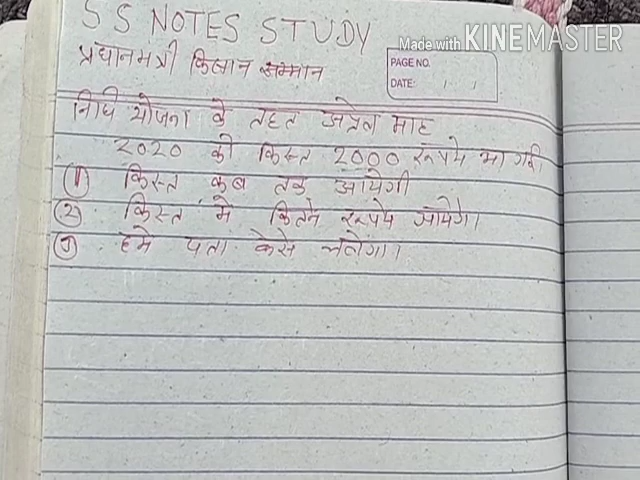 S S NOTES STUDY
Made with KINEMASTER
प्रधानमंत्री किसान सम्मान
PAGE NO.
DATE: / /
निधि योजना के तहत अप्रैल माह
2020 की किस्त 2000 रूपये आ गई
① किस्त कब तक आयेगी
② किस्त मे कितने रूपये आयेगे।
③ हमे पता केसे चलेगा।